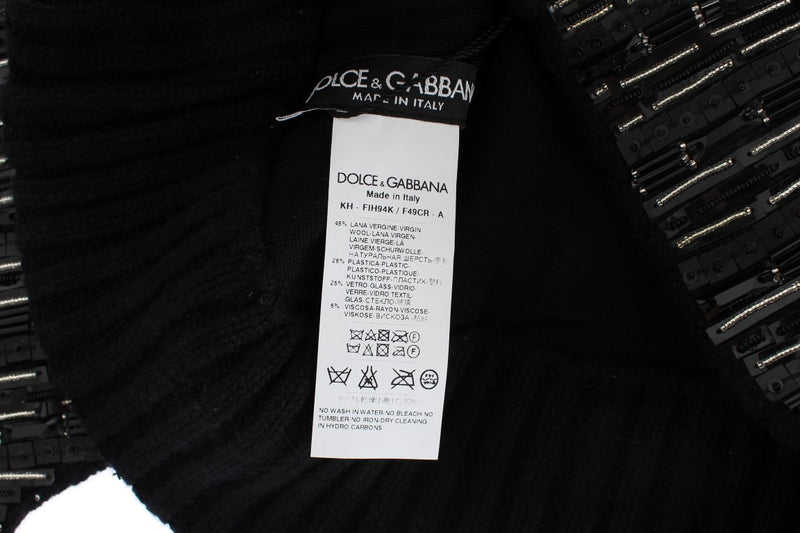 DOLCE & GABBAN
MADE IN ITALY
DOLCE & GABBANA
Made in Italy
KH - FIH94K / F49CR - A
45% LANA VERGINE-VIRGIN
WOOL-LANA VIRGEN-
LAINE VIERGE-LÃ
VIRGEM-SCHURWOLLE-
НАТУРАЛЬНАЯ ШЕРСТЬ-
PLASTICA-PLASTIC-
PLASTICO-PLASTIQUE-
KUNSTSTOFF-ПЛАСТИК-
VETRO-GLASS-VIDRIO-
VERRE-VIDRO TEXTIL-
GLAS-СТЕКЛО-
5% VISCOSA-RAYON-VISCOSE-
VISKOSE-ВИСКОЗА-
F
F
NO WASH IN WATER-NO BLEACH-NO
TUMBLER-NO IRON-DRY CLEANING
IN HYDRO CARBONS